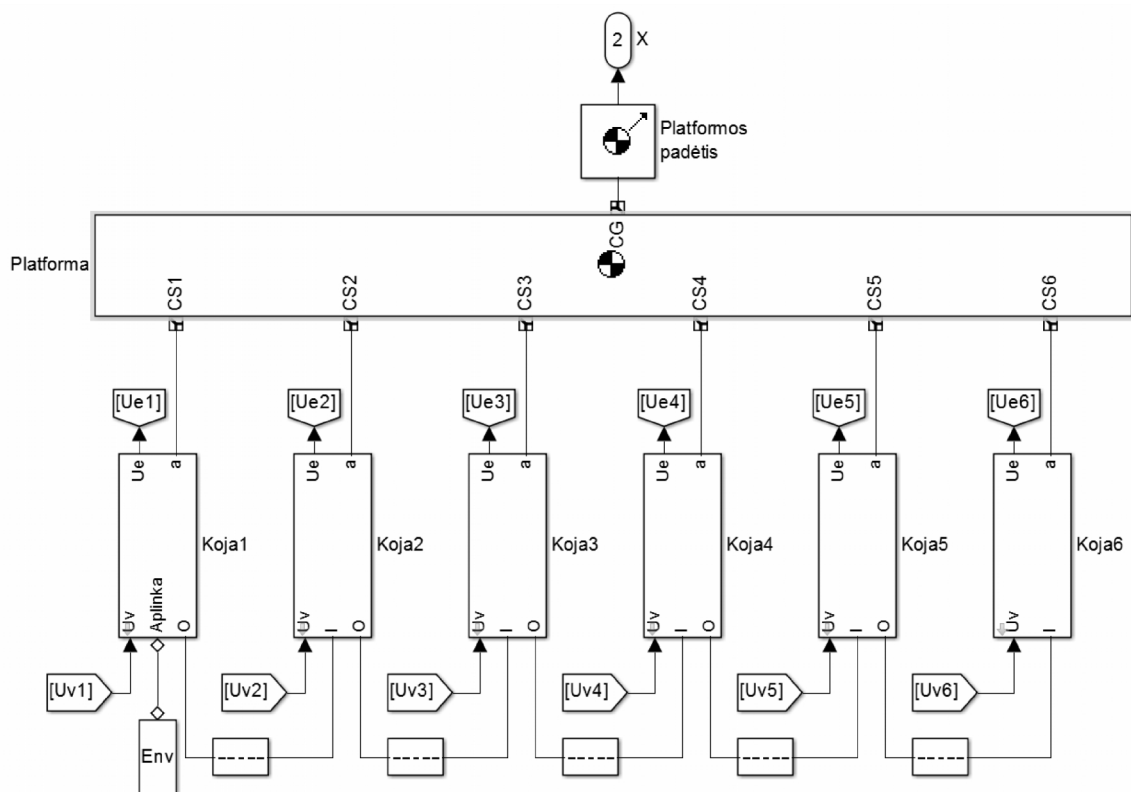 2 X
Platformos
padėtis
CG
Platforma
CS1 CS2 CS3 CS4 CS5 CS6
[Ue1] [Ue2] [Ue3] [Ue4] [Ue5] [Ue6]
Ue a Ue a Ue a Ue a Ue a Ue a
Koja1 Koja2 Koja3 Koja4 Koja5 Koja6
Uv Aplinka O Uv I O Uv I O Uv I O Uv I O Uv I
[Uv1] [Uv2] [Uv3] [Uv4] [Uv5] [Uv6]
Env